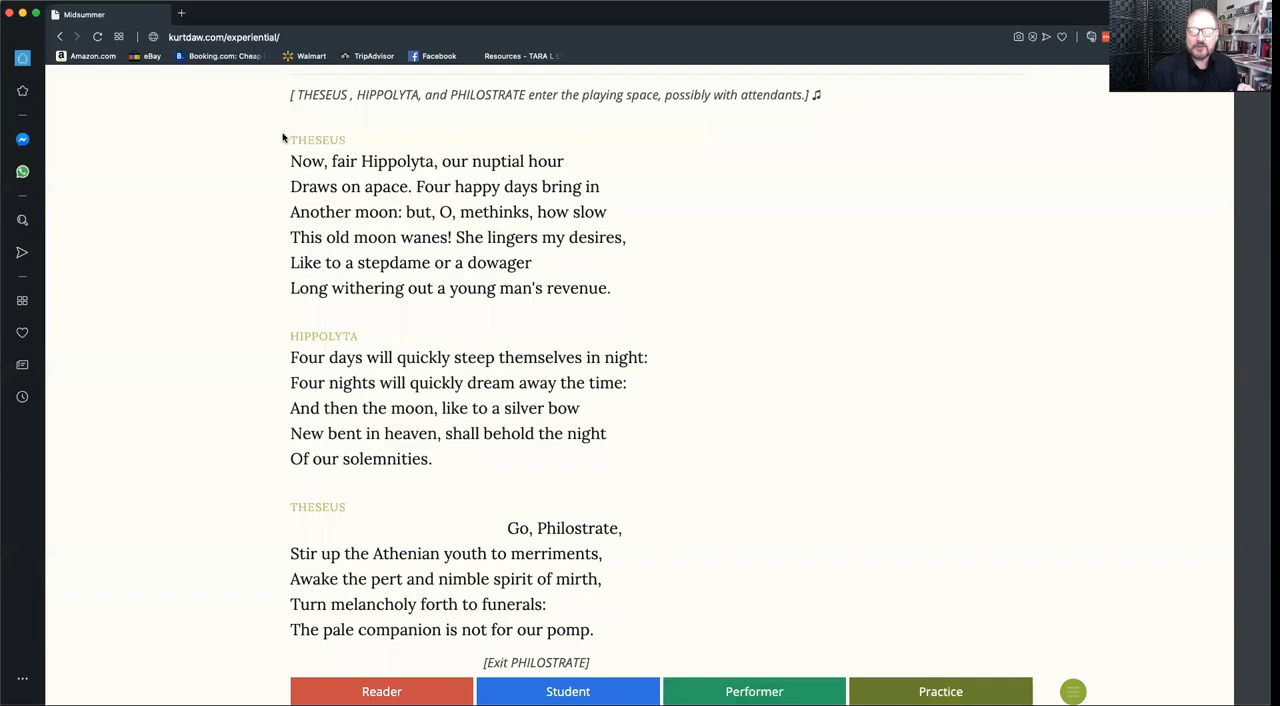 Midsummer
kurtdaw.com/experiential/
Amazon.com eBay Booking.com: Cheap Walmart TripAdvisor Facebook Resources - TARA L
[ THESEUS , HIPPOLYTA, and PHILOSTRATE enter the playing space, possibly with attendants.] ♫
THESEUS
Now, fair Hippolyta, our nuptial hour
Draws on apace. Four happy days bring in
Another moon: but, O, methinks, how slow
This old moon wanes! She lingers my desires,
Like to a stepdame or a dowager
Long withering out a young man's revenue.
HIPPOLYTA
Four days will quickly steep themselves in night:
Four nights will quickly dream away the time:
And then the moon, like to a silver bow
New bent in heaven, shall behold the night
Of our solemnities.
THESEUS
Go, Philostrate,
Stir up the Athenian youth to merriments,
Awake the pert and nimble spirit of mirth,
Turn melancholy forth to funerals:
The pale companion is not for our pomp.
[Exit PHILOSTRATE]
Reader Student Performer Practice